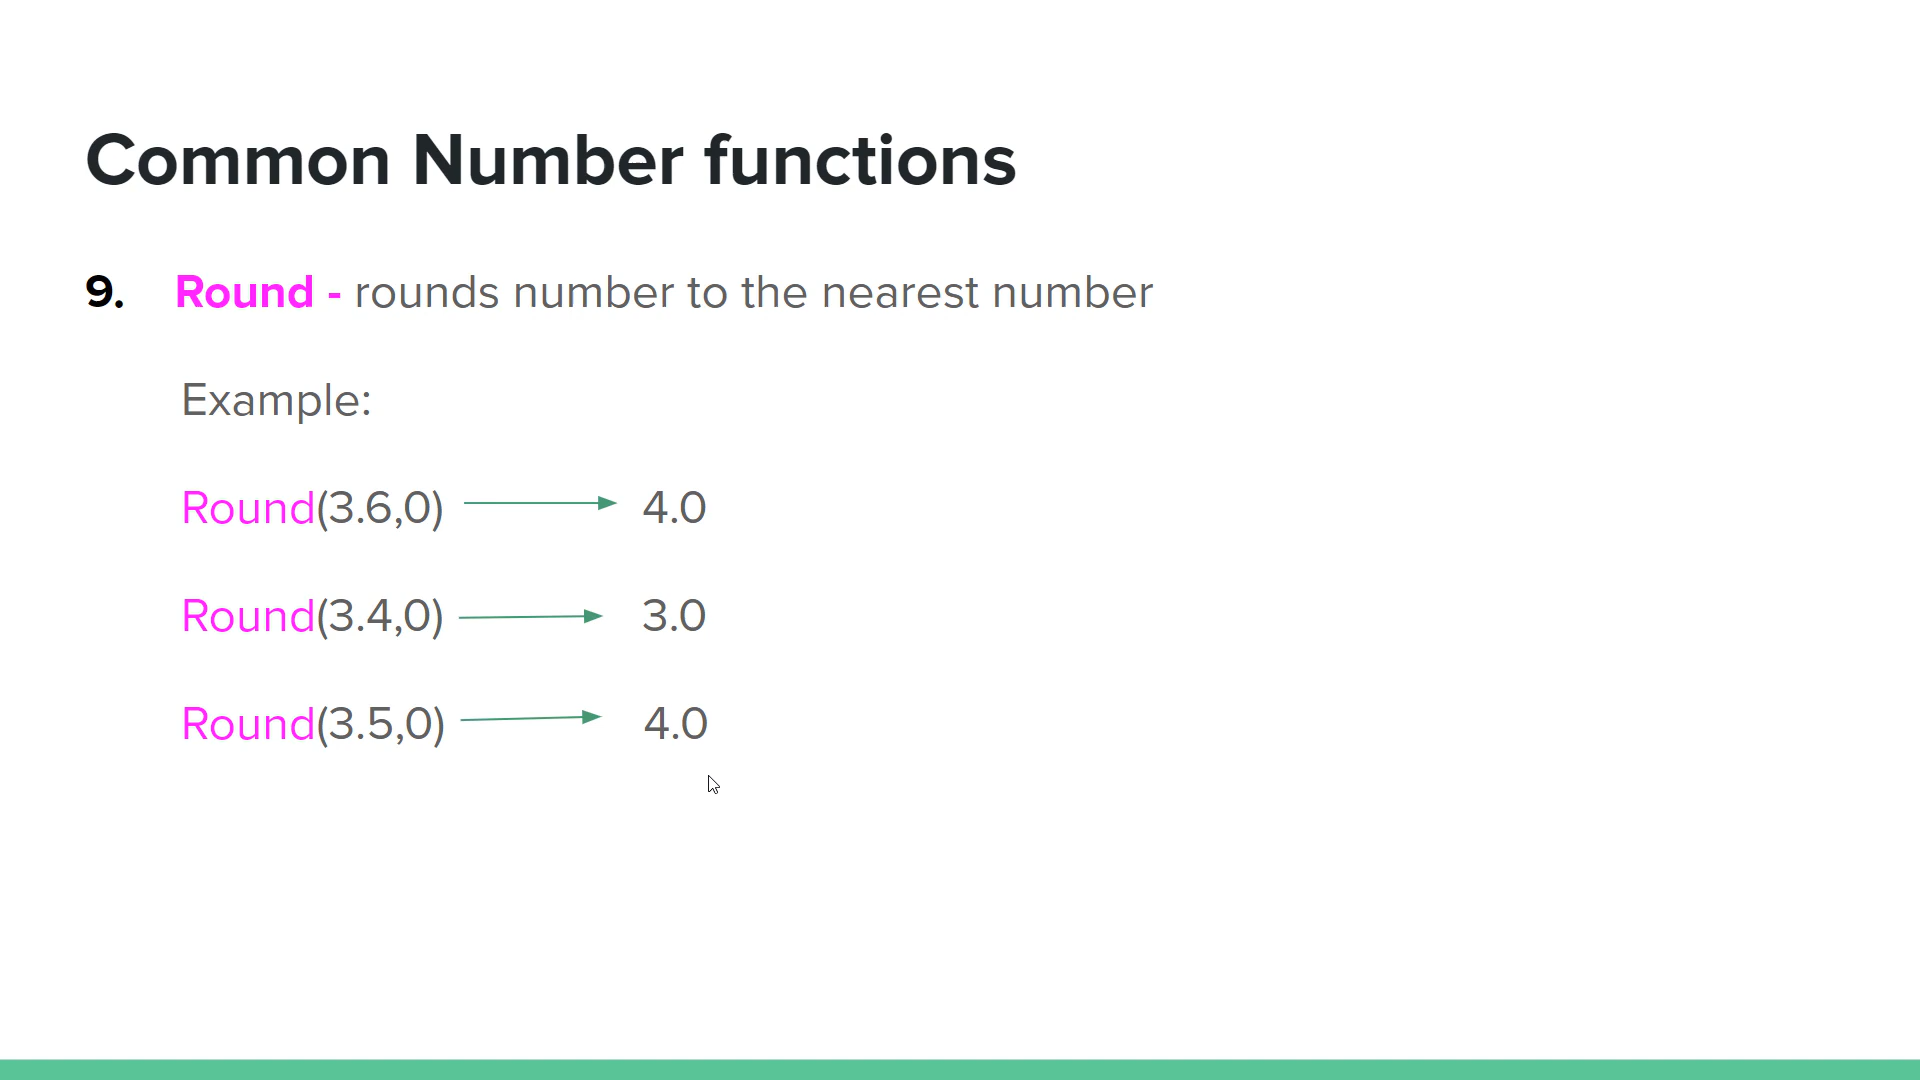 Common Number functions
9. Round - rounds number to the nearest number
Example:
Round(3.6,0) 4.0
Round(3.4,0) 3.0
Round(3.5,0) 4.0